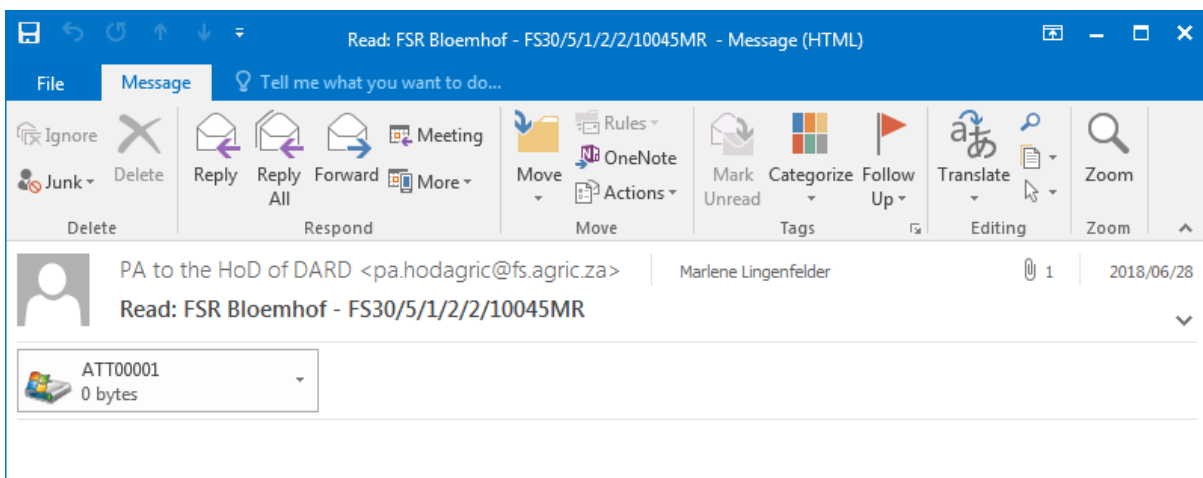 Read: FSR Bloemhof - FS30/5/1/2/2/10045MR - Message (HTML)
File Message Tell me what you want to do...
Ignore
Junk
Delete
Reply
Reply All
Forward
Meeting
More
Move
Rules
OneNote
Actions
Mark Unread
Categorize
Follow Up
Translate
Zoom
Delete Respond Move Tags Editing Zoom
PA to the HoD of DARD <pa.hodagric@fs.agric.za> Marlene Lingenfelder 1 2018/06/28
Read: FSR Bloemhof - FS30/5/1/2/2/10045MR
ATT00001
0 bytes